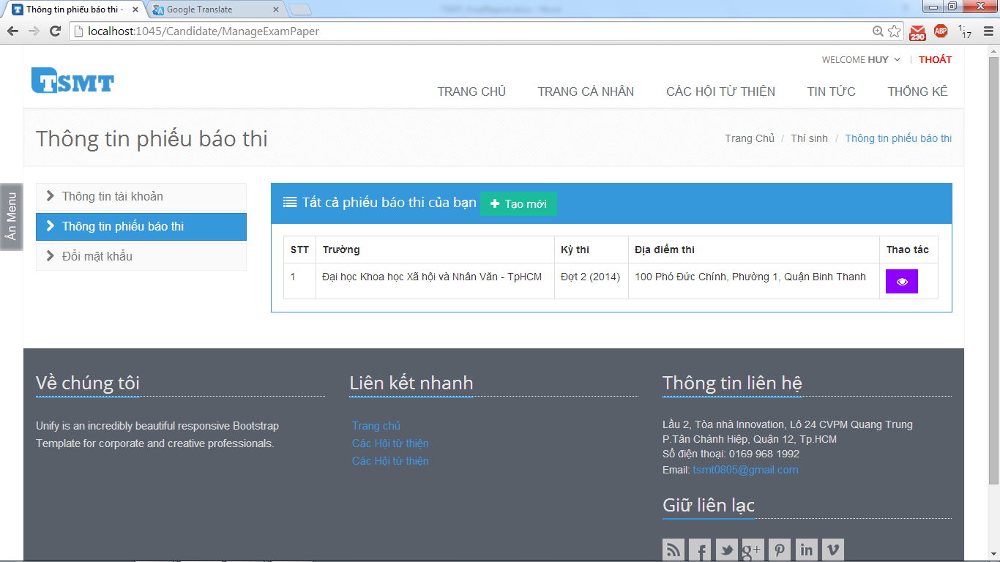 Thông tin phiếu báo thi -
Google Translate
localhost:1045/Candidate/ManageExamPaper
230
ABP
1:17
WELCOME HUY | THOÁT
TSMT
TRANG CHỦ TRANG CÁ NHÂN CÁC HỘI TỪ THIỆN TIN TỨC THỐNG KÊ
Thông tin phiếu báo thi
Trang Chủ / Thí sinh / Thông tin phiếu báo thi
Ẩn Menu
Thông tin tài khoản
Thông tin phiếu báo thi
Đổi mật khẩu
Tất cả phiếu báo thi của bạn Tạo mới
STT Trường Kỳ thi Địa điểm thi Thao tác
1 Đại học Khoa học Xã hội và Nhân Văn - TpHCM Đợt 2 (2014) 100 Phó Đức Chính, Phường 1, Quận Bình Thanh
Về chúng tôi
Unify is an incredibly beautiful responsive Bootstrap
Template for corporate and creative professionals.
Liên kết nhanh
Trang chủ
Các Hội từ thiện
Các Hội từ thiện
Thông tin liên hệ
Lầu 2, Tòa nhà Innovation, Lô 24 CVPM Quang Trung
P.Tân Chánh Hiệp, Quận 12, Tp.HCM
Số điện thoại: 0169 968 1992
Email: tsmt0805@gmail.com
Giữ liên lạc